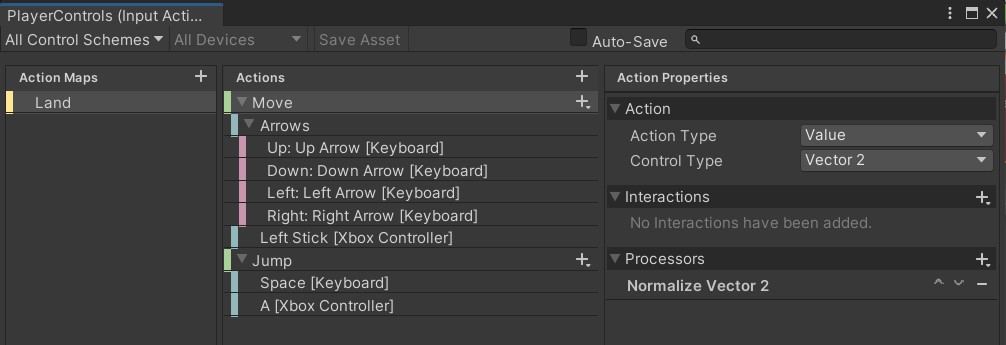 PlayerControls (Input Acti...
All Control Schemes All Devices Save Asset Auto-Save
Action Maps
Land
Actions
Move
Arrows
Up: Up Arrow [Keyboard]
Down: Down Arrow [Keyboard]
Left: Left Arrow [Keyboard]
Right: Right Arrow [Keyboard]
Left Stick [Xbox Controller]
Jump
Space [Keyboard]
A [Xbox Controller]
Action Properties
Action
Action Type Value
Control Type Vector 2
Interactions
No Interactions have been added.
Processors
Normalize Vector 2